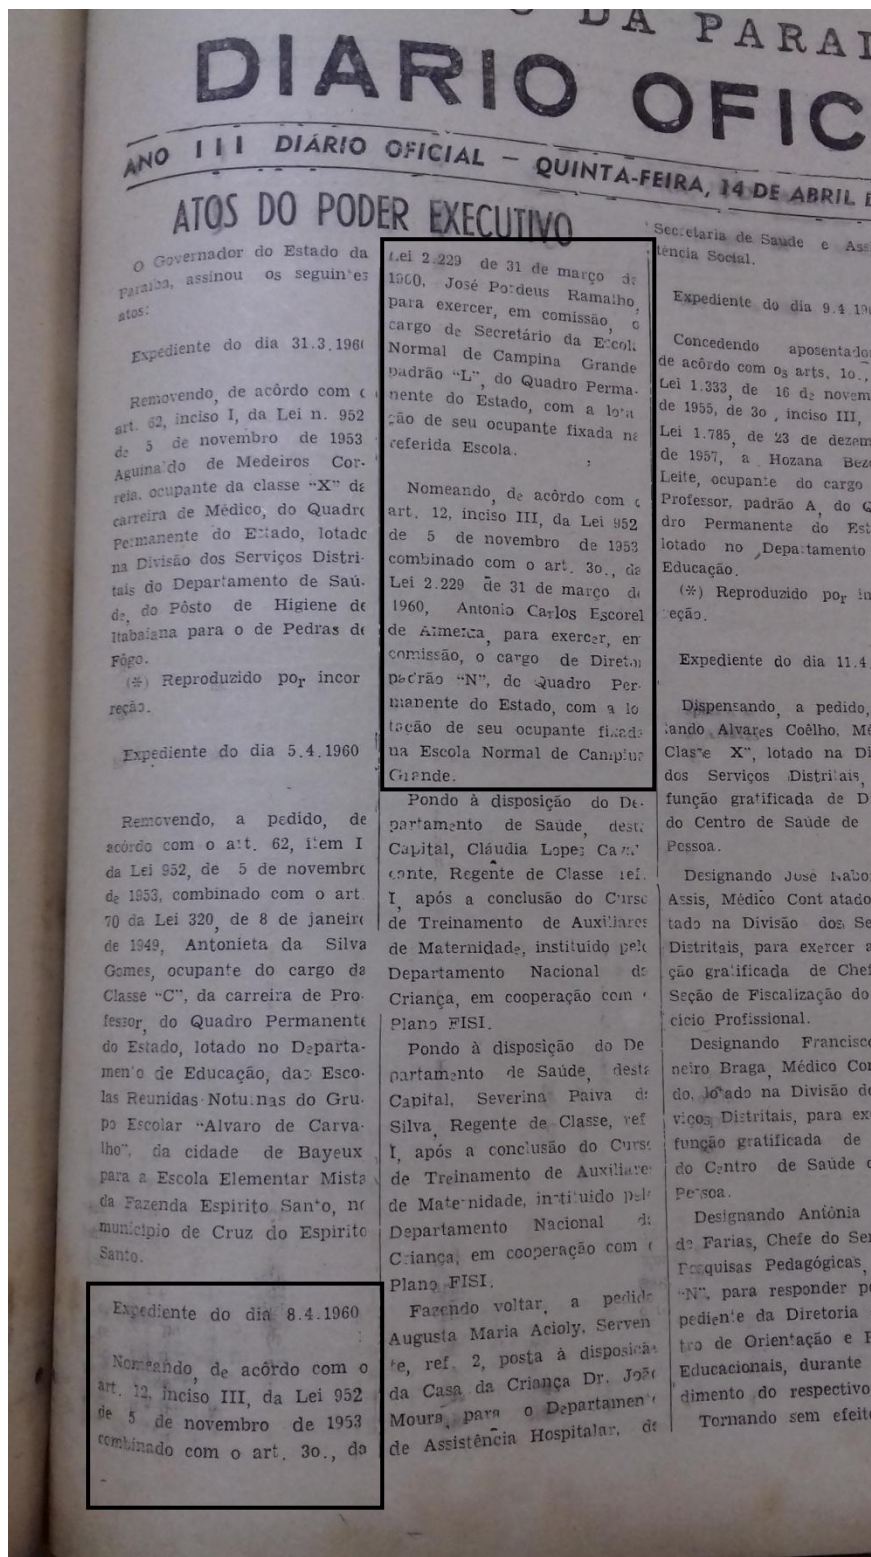 DA PARAI
DIARIO OFIC
ANO III DIÁRIO OFICIAL — QUINTA-FEIRA, 14 DE ABRIL
ATOS DO PODER EXECUTIVO
O Governador do Estado da
Paraíba, assinou os seguintes
atos:
Expediente do dia 31.3.196
Removendo, de acôrdo com
art. 62, inciso I, da Lei n. 952
de 5 de novembro de 1953
Aguinaldo de Medeiros Cor-
reia, ocupante da classe "X" da
carreira de Médico, do Quadro
Permanente do Estado, lotado
na Divisão dos Serviços Distri-
tais do Departamento de Saú-
de, do Pôsto de Higiene de
Itabaiana para o de Pedras de
Fôgo.
(*) Reproduzido por incor
reção.
Expediente do dia 5.4.1960
Removendo, a pedido, de
acôrdo com o art. 62, item I
da Lei 952, de 5 de novembro
de 1953, combinado com o art.
70 da Lei 320, de 8 de janeiro
de 1949, Antonieta da Silva
Gomes, ocupante do cargo da
Classe "C", da carreira de Pro-
fessor, do Quadro Permanente
do Estado, lotado no Departa-
mento de Educação, das Esco-
las Reunidas Noturnas do Gru-
po Escolar "Alvaro de Carva-
lho", da cidade de Bayeux
para a Escola Elementar Mista
da Fazenda Espirito Santo, no
município de Cruz do Espirito
Santo.
Expediente do dia 8.4.1960
Nomeando, de acôrdo com o
art. 12, inciso III, da Lei 952
de 5 de novembro de 1953
combinado com o art. 3o., da
Lei 2.229 de 31 de março de
1960, José Pordeus Ramalho,
para exercer, em comissão, o
cargo de Secretário da Escola
Normal de Campina Grande
padrão "L", do Quadro Perma-
nente do Estado, com a lota
ção de seu ocupante fixada na
referida Escola.
Nomeando, de acôrdo com o
art. 12, inciso III, da Lei 952
de 5 de novembro de 1953
combinado com o art. 3o., da
Lei 2.229 de 31 de março de
1960, Antonio Carlos Escorel
de Almeida, para exercer, em
comissão, o cargo de Diretor
padrão "N", do Quadro Per-
manente do Estado, com a lo
tação de seu ocupante fixada
na Escola Normal de Campina
Grande.
Pondo à disposição do De-
partamento de Saúde, desta
Capital, Cláudia Lopes
Regente de Classe ref.
I, após a conclusão do Curso
de Treinamento de Auxiliares
de Maternidade, instituido pelo
Departamento Nacional da
Criança, em cooperação com o
Plano FISI.
Pondo à disposição do De
partamento de Saúde, desta
Capital, Severina Paiva da
Silva, Regente de Classe, ref
I, após a conclusão do Curso
de Treinamento de Auxiliares
de Maternidade, instituido pelo
Departamento Nacional da
Criança, em cooperação com o
Plano FISI.
Fazendo voltar, a pedido
Augusta Maria Acioly, Serven
te, ref. 2, posta à disposição
da Casa da Criança Dr. João
Moura, para o Departamento
de Assistência Hospitalar, da
Secretaria de Saude e Ass
tência Social.
Expediente do dia 9.4.19
Concedendo aposentado
de acôrdo com os arts. 1o.,
Lei 1.333, de 16 de novem
de 1955, de 3o, inciso III,
Lei 1.785, de 23 de dezem
de 1957, a Hozana Beze
Leite, ocupante do cargo
Professor, padrão A, do Q
dro Permanente do Est
lotado no Departamento
Educação.
(*) Reproduzido por in
reção.
Expediente do dia 11.4
Dispensando, a pedido,
lando Alvares Coêlho, Mé
Classe X", lotado na Di
dos Serviços Distritais,
função gratificada de D
do Centro de Saúde de
Pessoa.
Designando José Nabo
Assis, Médico Contratado
tado na Divisão dos Se
Distritais, para exercer a
ção gratificada de Chef
Seção de Fiscalização do
cício Profissional.
Designando Francisco
neiro Braga, Médico Con
do, lotado na Divisão de
viços Distritais, para ex
função gratificada de
do Centro de Saúde d
Pessoa.
Designando Antônia
de Farias, Chefe do Ser
Pesquisas Pedagógicas,
"N", para responder p
pediente da Diretoria
tro de Orientação e P
Educacionais, durante
dimento do respectivo
Tornando sem efeito